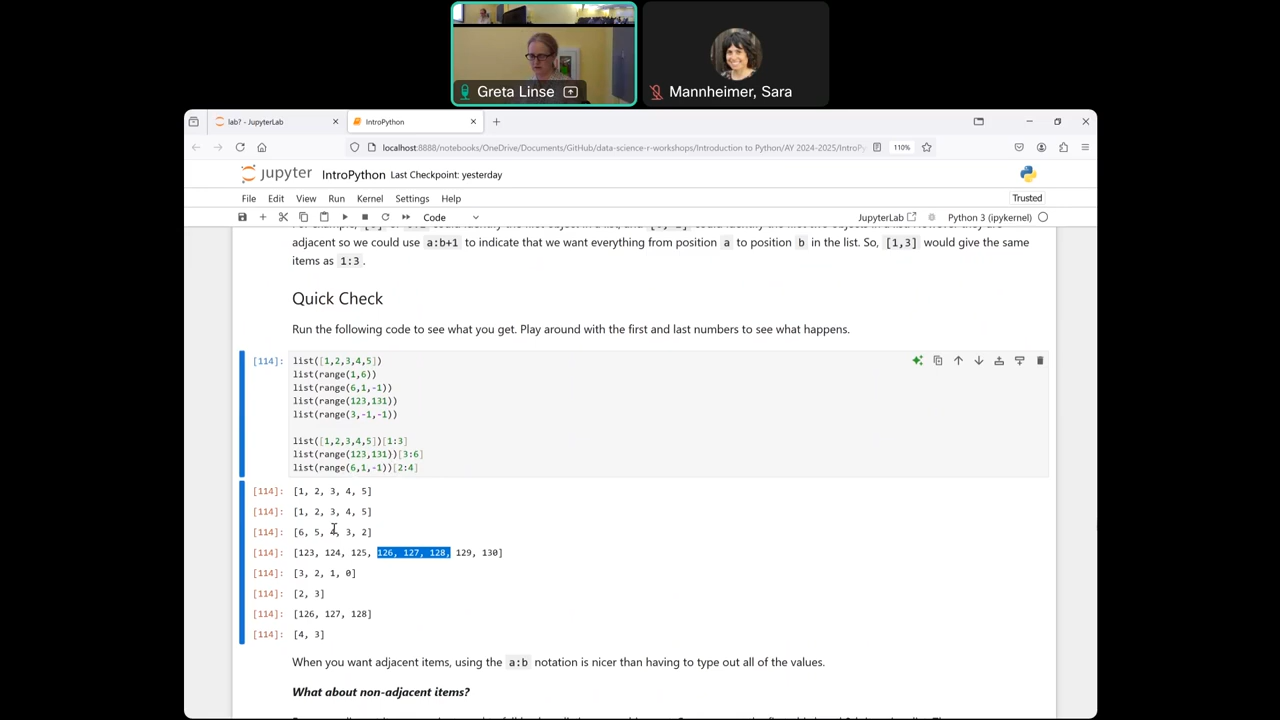 Greta Linse
Mannheimer, Sara
lab? - JupyterLab
IntroPython
localhost:8888/notebooks/OneDrive/Documents/GitHub/data-science-r-workshops/Introduction to Python/AY 2024-2025/IntroPy
110%
jupyter IntroPython Last Checkpoint: yesterday
File Edit View Run Kernel Settings Help
Trusted
Code
JupyterLab
Python 3 (ipykernel)
adjacent so we could use a:b+1 to indicate that we want everything from position a to position b in the list. So, [1,3] would give the same
items as 1:3.
Quick Check
Run the following code to see what you get. Play around with the first and last numbers to see what happens.
[114]: list([1,2,3,4,5])
list(range(1,6))
list(range(6,1,-1))
list(range(123,131))
list(range(3,-1,-1))
list([1,2,3,4,5])[1:3]
list(range(123,131))[3:6]
list(range(6,1,-1))[2:4]
[114]: [1, 2, 3, 4, 5]
[114]: [1, 2, 3, 4, 5]
[114]: [6, 5, 4, 3, 2]
[114]: [123, 124, 125, 126, 127, 128, 129, 130]
[114]: [3, 2, 1, 0]
[114]: [2, 3]
[114]: [126, 127, 128]
[114]: [4, 3]
When you want adjacent items, using the a:b notation is nicer than having to type out all of the values.
What about non-adjacent items?